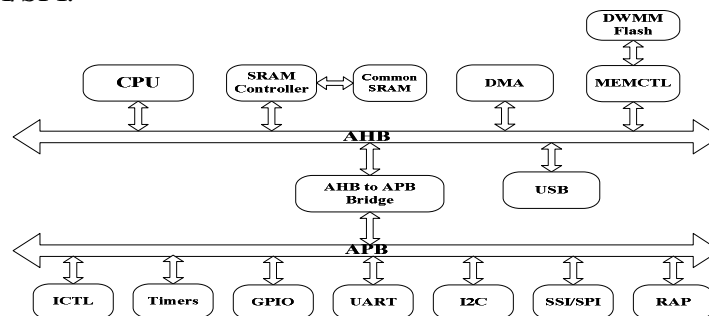 DWMM
Flash
CPU
SRAM
Controller
Common
SRAM
DMA
MEMCTL
AHB
AHB to APB
Bridge
USB
APB
ICTL
Timers
GPIO
UART
I2C
SSI/SPI
RAP